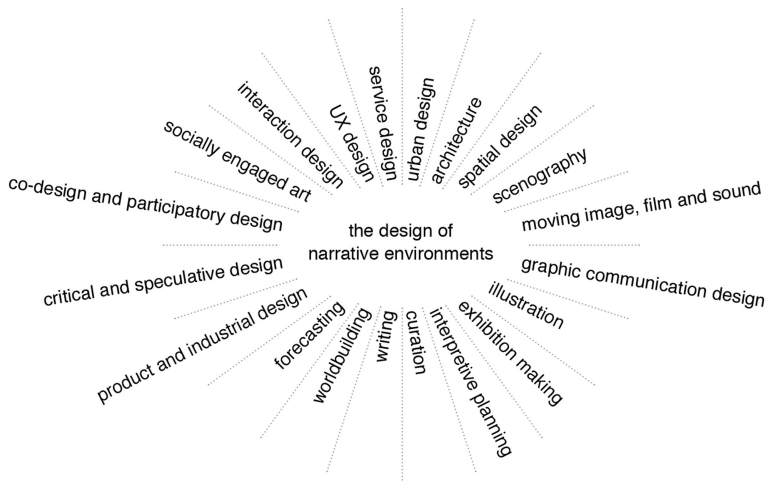 service design
urban design
architecture
spatial design
scenography
moving image, film and sound
graphic communication design
illustration
exhibition making
interpretive planning
curation
writing
worldbuilding
forecasting
product and industrial design
critical and speculative design
co-design and participatory design
socially engaged art
interaction design
UX design
the design of
narrative environments